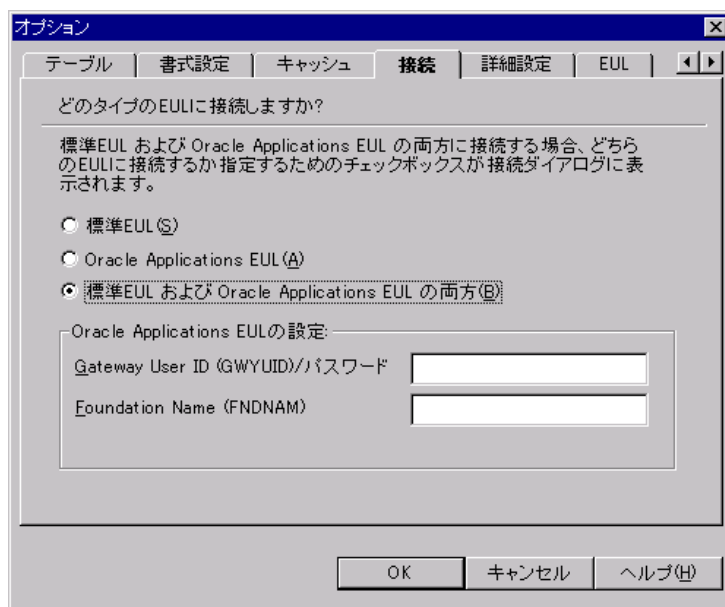 オプション
テーブル 書式設定 キャッシュ 接続 詳細設定 EUL
どのタイプのEULに接続しますか?
標準EUL および Oracle Applications EUL の両方に接続する場合、どちら
のEULに接続するか指定するためのチェックボックスが接続ダイアログに表
示されます。
標準EUL(S)
Oracle Applications EUL(A)
標準EUL および Oracle Applications EUL の両方(B)
Oracle Applications EULの設定:
Gateway User ID (GWYUID)/パスワード
Foundation Name (FNDNAM)
OK キャンセル ヘルプ(H)